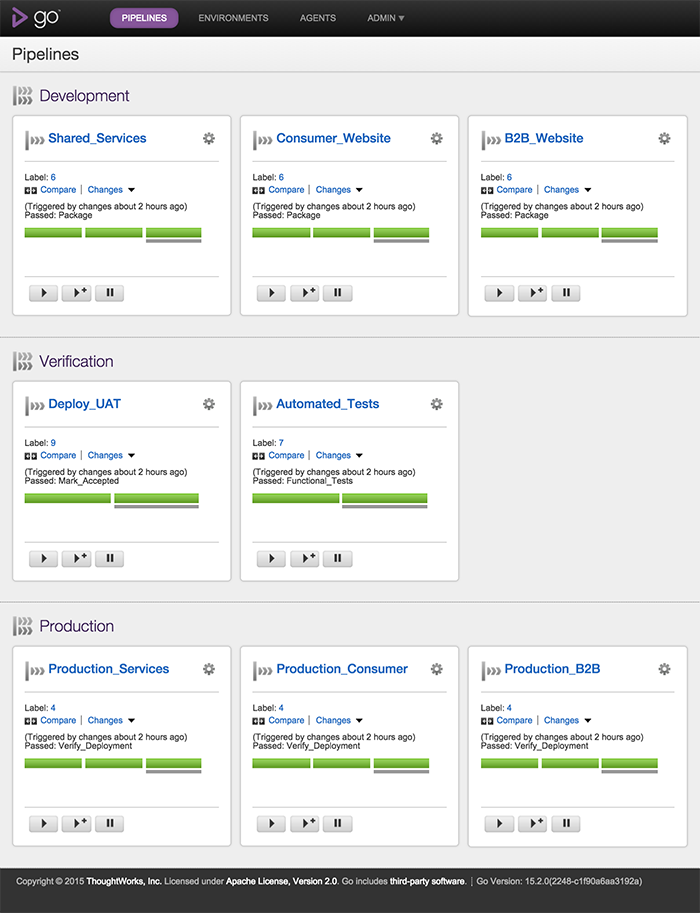 go™ PIPELINES ENVIRONMENTS AGENTS ADMIN ▼
Pipelines
Development
Shared_Services
Label: 6
Compare | Changes
(Triggered by changes about 2 hours ago)
Passed: Package
Consumer_Website
Label: 6
Compare | Changes
(Triggered by changes about 2 hours ago)
Passed: Package
B2B_Website
Label: 6
Compare | Changes
(Triggered by changes about 2 hours ago)
Passed: Package
Verification
Deploy_UAT
Label: 9
Compare | Changes
(Triggered by changes about 2 hours ago)
Passed: Mark_Accepted
Automated_Tests
Label: 7
Compare | Changes
(Triggered by changes about 2 hours ago)
Passed: Functional_Tests
Production
Production_Services
Label: 4
Compare | Changes
(Triggered by changes about 2 hours ago)
Passed: Verify_Deployment
Production_Consumer
Label: 4
Compare | Changes
(Triggered by changes about 2 hours ago)
Passed: Verify_Deployment
Production_B2B
Label: 4
Compare | Changes
(Triggered by changes about 2 hours ago)
Passed: Verify_Deployment
Copyright © 2015 ThoughtWorks, Inc. Licensed under Apache License, Version 2.0. Go includes third-party software. | Go Version: 15.2.0(2248-c1f90a6aa3192a)